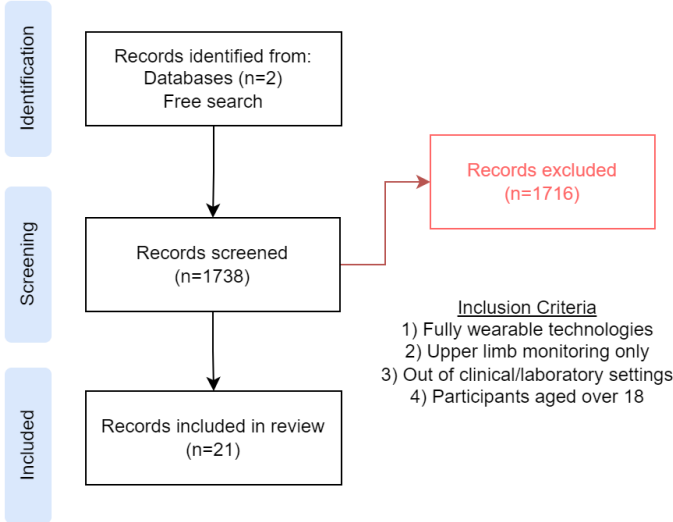 Identification
Records identified from:
Databases (n=2)
Free search
Records excluded
(n=1716)
Screening
Records screened
(n=1738)
Inclusion Criteria
1) Fully wearable technologies
2) Upper limb monitoring only
3) Out of clinical/laboratory settings
4) Participants aged over 18
Included
Records included in review
(n=21)